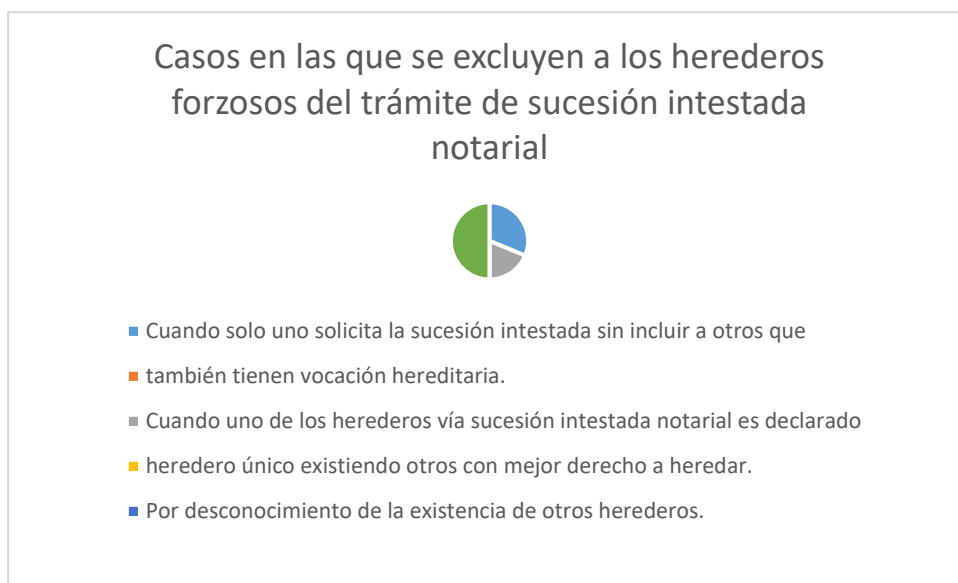 Casos en las que se excluyen a los herederos
forzosos del trámite de sucesión intestada
notarial
Cuando solo uno solicita la sucesión intestada sin incluir a otros que
también tienen vocación hereditaria.
Cuando uno de los herederos vía sucesión intestada notarial es declarado
heredero único existiendo otros con mejor derecho a heredar.
Por desconocimiento de la existencia de otros herederos.